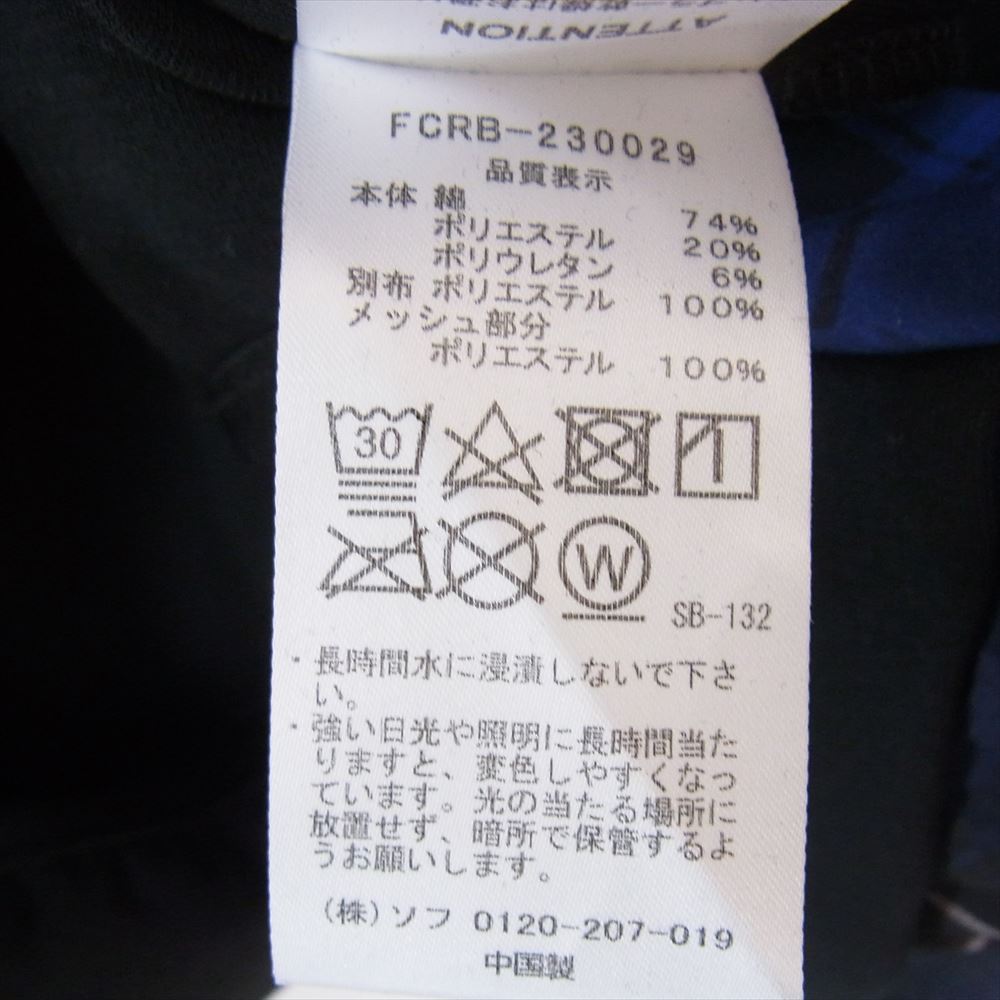 ATTENTION
FCRB-230029
品質表示
本体 綿 74%
ポリエステル 20%
ポリウレタン 6%
別布 ポリエステル 100%
メッシュ部分
ポリエステル 100%
30
W
SB-132
・長時間水に浸漬しないで下さ
い。
・強い日光や照明に長時間当た
りますと、変色しやすくなっ
ています。光の当たる場所に
放置せず、暗所で保管するよ
うお願いします。
(株)ソフ 0120-207-019
中国製